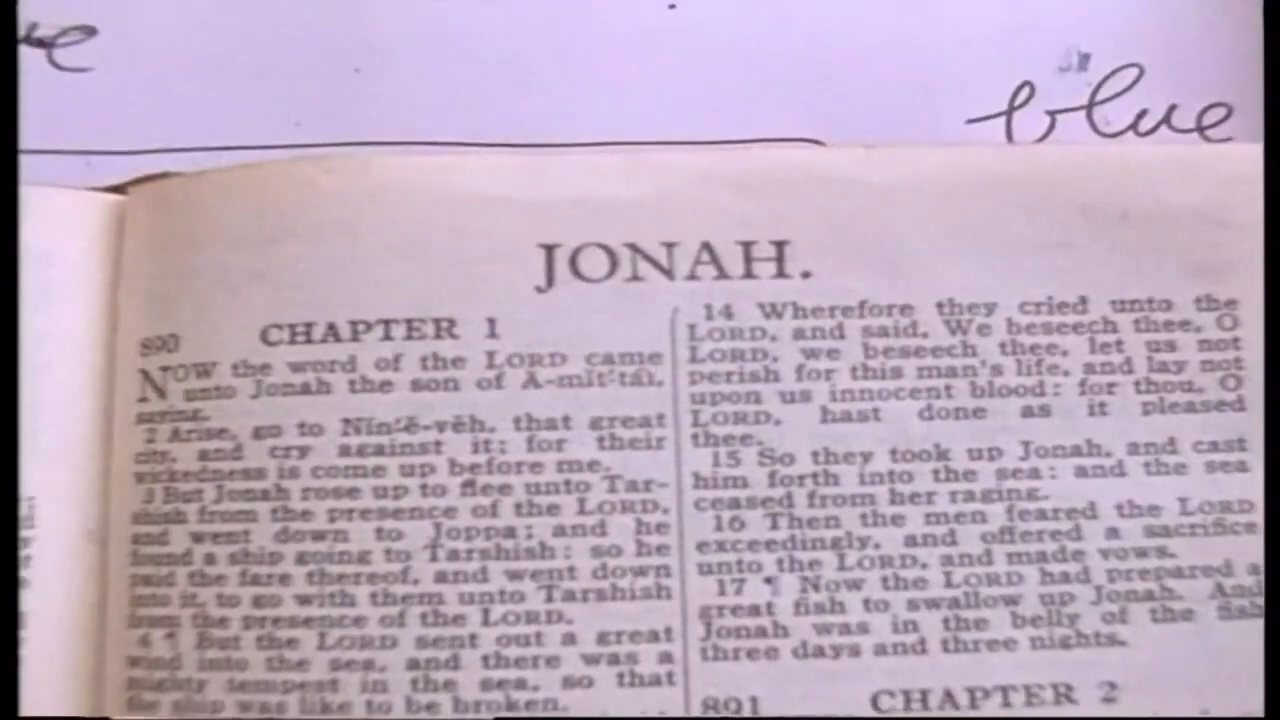 blue
JONAH.
890 CHAPTER 1
NOW the word of the LORD came
unto Jonah the son of Ă-mĭt'-tāī,
saying,
2 Arise, go to Nĭn'ĕ-vēh, that great
city, and cry against it; for their
wickedness is come up before me.
3 But Jonah rose up to flee unto Tar-
shish from the presence of the LORD,
and went down to Joppa; and he
found a ship going to Tarshish: so he
paid the fare thereof, and went down
into it, to go with them unto Tarshish
from the presence of the LORD.
4 ¶ But the LORD sent out a great
wind into the sea, and there was a
mighty tempest in the sea, so that
the ship was like to be broken.
14 Wherefore they cried unto the
LORD, and said, We beseech thee, O
LORD, we beseech thee, let us not
perish for this man's life, and lay not
upon us innocent blood: for thou, O
LORD, hast done as it pleased
thee.
15 So they took up Jonah, and cast
him forth into the sea: and the sea
ceased from her raging.
16 Then the men feared the LORD
exceedingly, and offered a sacrifice
unto the LORD, and made vows.
17 ¶ Now the LORD had prepared a
great fish to swallow up Jonah. And
Jonah was in the belly of the fish
three days and three nights.
891 CHAPTER 2